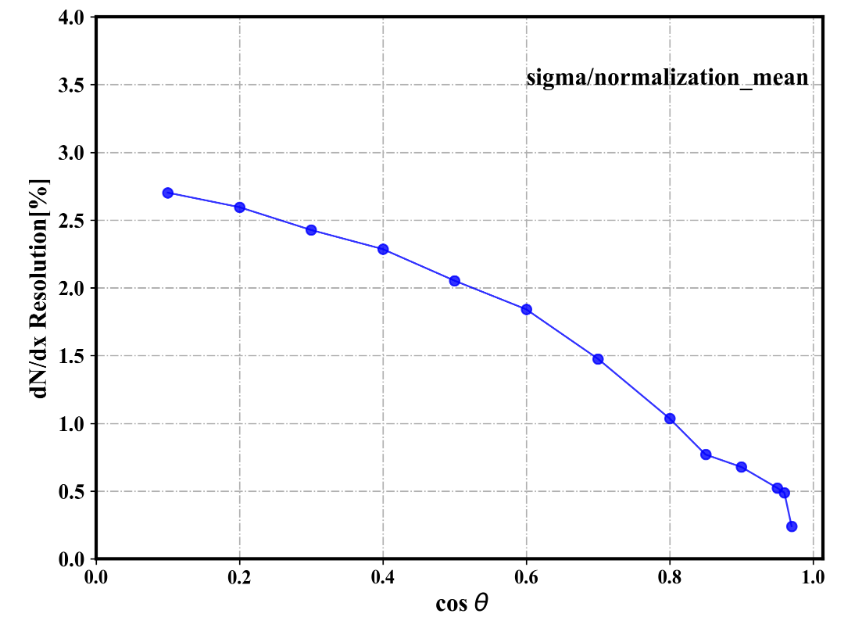 4.0
3.5
3.0
2.5
2.0
1.5
1.0
0.5
0.0
dN/dx Resolution[%]
sigma/normalization_mean
0.0 0.2 0.4 0.6 0.8 1.0
cos θ